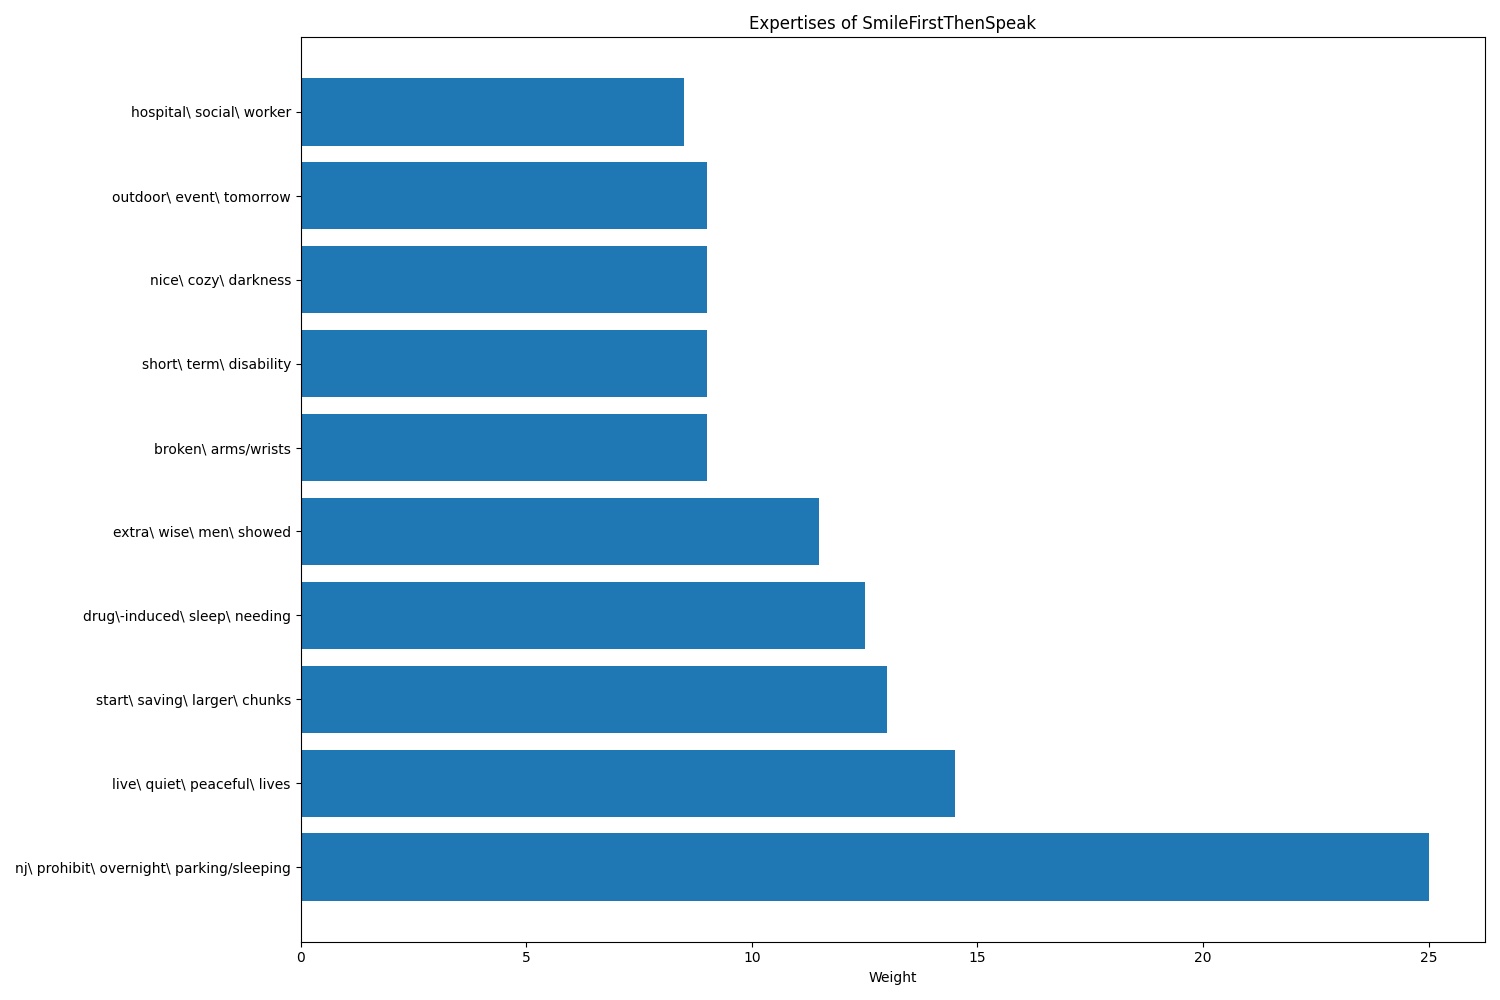 Expertises of SmileFirstThenSpeak
hospital\ social\ worker
outdoor\ event\ tomorrow
nice\ cozy\ darkness
short\ term\ disability
broken\ arms/wrists
extra\ wise\ men\ showed
drug\-induced\ sleep\ needing
start\ saving\ larger\ chunks
live\ quiet\ peaceful\ lives
nj\ prohibit\ overnight\ parking/sleeping
0 5 10 15 20 25
Weight